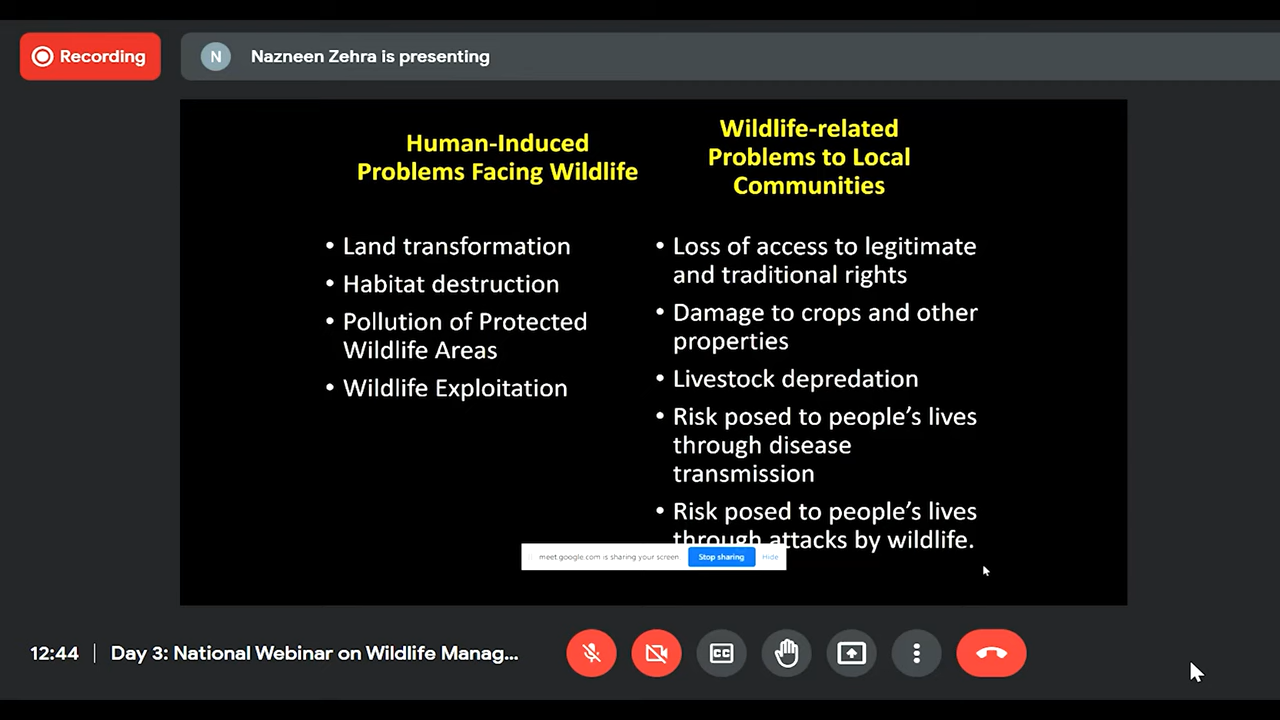 Recording
N
Nazneen Zehra is presenting
Human-Induced
Problems Facing Wildlife
• Land transformation
• Habitat destruction
• Pollution of Protected
Wildlife Areas
• Wildlife Exploitation
Wildlife-related
Problems to Local
Communities
• Loss of access to legitimate
and traditional rights
• Damage to crops and other
properties
• Livestock depredation
• Risk posed to people’s lives
through disease
transmission
• Risk posed to people’s lives
through attacks by wildlife.
meet.google.com is sharing your screen
Stop sharing
Hide
12:44 | Day 3: National Webinar on Wildlife Manag...
CC